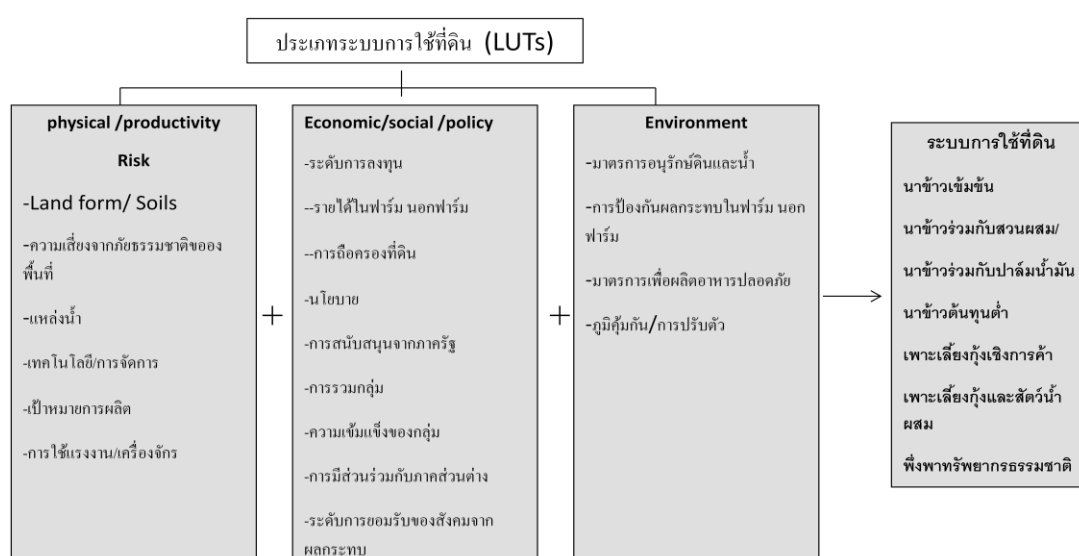 ประเภทระบบการใช้ที่ดิน (LUTs)
physical /productivity
Risk
-Land form/ Soils
-ความเสี่ยงจากภัยธรรมชาติขออง
พื้นที่
-แหล่งน้ำ
-เทคโนโลยี/การจัดการ
-เป้าหมายการผลิต
-การใช้แรงงาน/เครื่องจักร
+
Economic/social /policy
-ระดับการลงทุน
--รายได้ในฟาร์ม นอกฟาร์ม
--การถือครองที่ดิน
-นโยบาย
-การสนับสนุนจากภาครัฐ
-การรวมกลุ่ม
-ความเข้มแข็งของกลุ่ม
-การมีส่วนร่วมกับภาคส่วนต่าง
-ระดับการยอมรับของสังคมจาก
ผลกระทบ
+
Environment
-มาตรการอนุรักษ์ดินและน้ำ
-การป้องกันผลกระทบในฟาร์ม นอก
ฟาร์ม
-มาตรการเพื่อผลิตอาหารปลอดภัย
-ภูมิคุ้มกัน/การปรับตัว
ระบบการใช้ที่ดิน
นาข้าวเข้มข้น
นาข้าวร่วมกับสวนผสม/
นาข้าวร่วมกับปาล์มน้ำมัน
นาข้าวต้นทุนต่ำ
เพาะเลี้ยงกุ้งเชิงการค้า
เพาะเลี้ยงกุ้งและสัตว์น้ำ
ผสม
พึ่งพาทรัพยากรธรรมชาติ